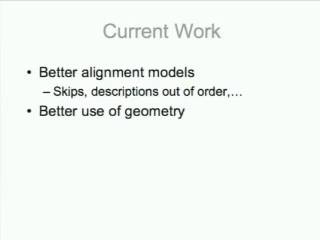 Current Work
• Better alignment models
– Skips, descriptions out of order,...
• Better use of geometry